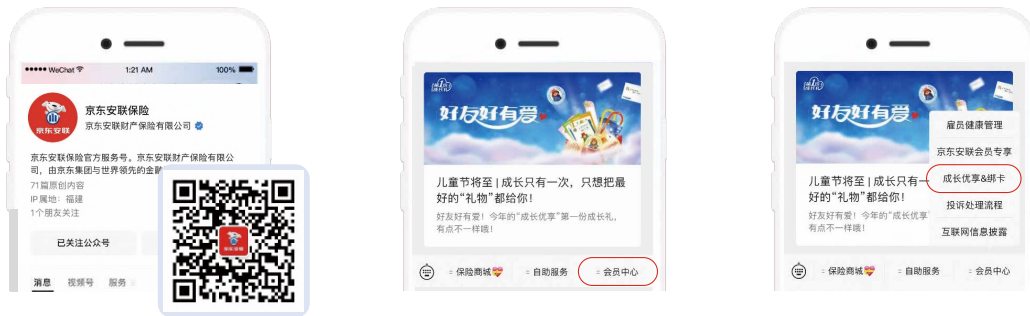 WeChat
1:21 AM
100%
京东安联
京东安联保险
京东安联财产保险有限公司
京东安联保险官方服务号。京东安联财产保险有限公
司，由京东集团与世界领先的金融
71篇原创内容
IP属地：福建
1个朋友关注
已关注公众号
消息
视频号
服务
好友好有爱
儿童节将至 | 成长只有一次，只想把最
好的“礼物”都给你！
好友好有爱！今年的“成长优享”第一份成长礼，
有点不一样哦！
保险商城
自助服务
会员中心
好友好有爱
儿童节将至 | 成长只有一
好的“礼物”都给你！
好友好有爱！今年的“成长优享”
有点不一样哦！
雇员健康管理
京东安联会员专享
成长优享&绑卡
投诉处理流程
互联网信息披露
保险商城
自助服务
会员中心